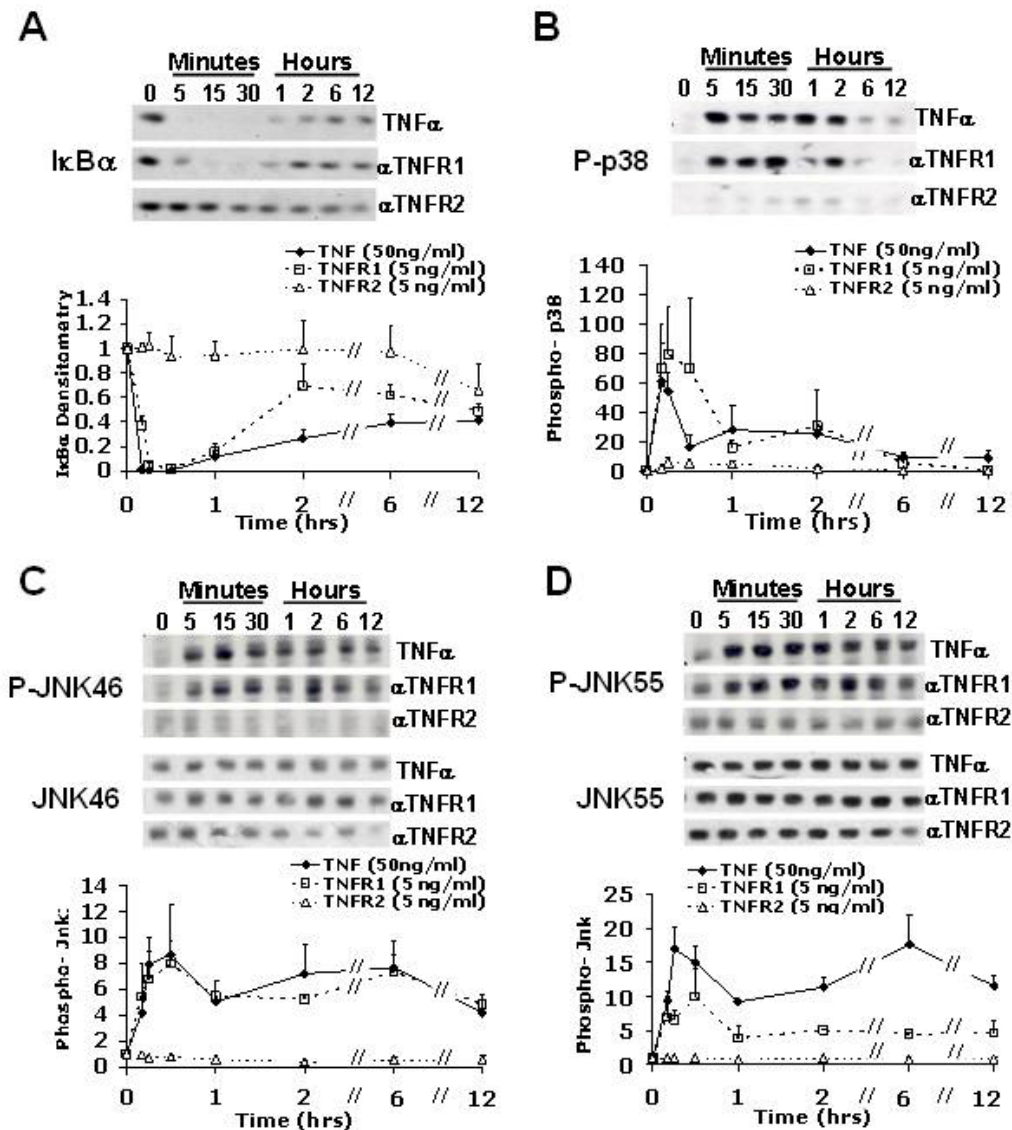 A
Minutes Hours
0 5 15 30 1 2 6 12
TNFα
IκBα
αTNFR1
αTNFR2
TNF (50ng/ml)
TNFR1 (5 ng/ml)
TNFR2 (5 ng/ml)
IκBα Densitometry
1.4
1.2
1
0.8
0.6
0.4
0.2
0
0 1 2 // 6 // 12
Time (hrs)
B
Minutes Hours
0 5 15 30 1 2 6 12
TNFα
P-p38
αTNFR1
αTNFR2
TNF (50ng/ml)
TNFR1 (5 ng/ml)
TNFR2 (5 ng/ml)
Phospho- p38
140
120
100
80
60
40
20
0
0 1 2 // 6 // 12
Time (hrs)
C
Minutes Hours
0 5 15 30 1 2 6 12
TNFα
P-JNK46
αTNFR1
αTNFR2
TNFα
JNK46
αTNFR1
αTNFR2
TNF (50ng/ml)
TNFR1 (5 ng/ml)
TNFR2 (5 ng/ml)
Phospho- Jnk:
14
12
10
8
6
4
2
0
0 1 2 // 6 // 12
Time (hrs)
D
Minutes Hours
0 5 15 30 1 2 6 12
TNFα
P-JNK55
αTNFR1
αTNFR2
TNFα
JNK55
αTNFR1
αTNFR2
TNF (50ng/ml)
TNFR1 (5 ng/ml)
TNFR2 (5 ng/ml)
Phospho- Jnk
25
20
15
10
5
0
0 1 2 // 6 // 12
Time (hrs)